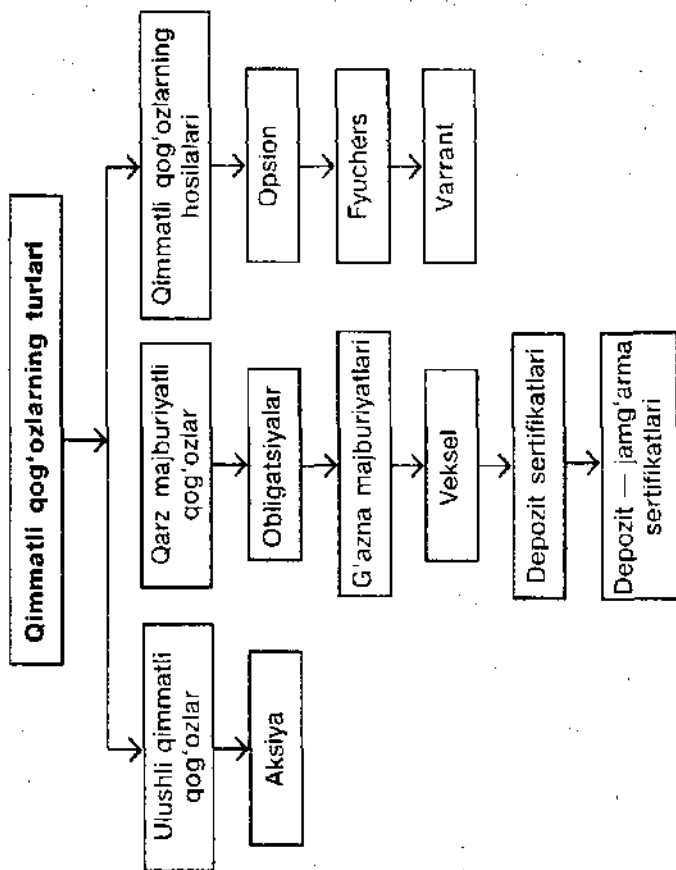 Qimmatli qog'ozlarning turlari
Ulushli qimmatli
qog'ozlar
Aksiya
Qarz majburiyatli
qog'ozlar
Obligatsiyalar
G'azna majburiyatlari
Veksel
Depozit sertifikatlari
Depozit — jamg'arma
sertifikatlari
Qimmatli qog'ozlarning
hosilalari
Opsion
Fyuchers
Varrant